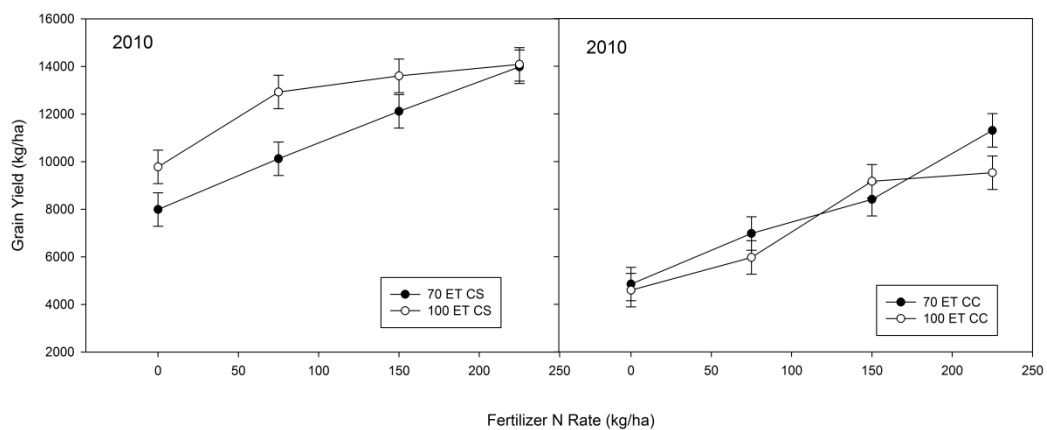 2010
2010
16000
14000
12000
10000
8000
6000
4000
2000
Grain Yield (kg/ha)
70 ET CS
100 ET CS
70 ET CC
100 ET CC
0 50 100 150 200 250 0 50 100 150 200 250
Fertilizer N Rate (kg/ha)